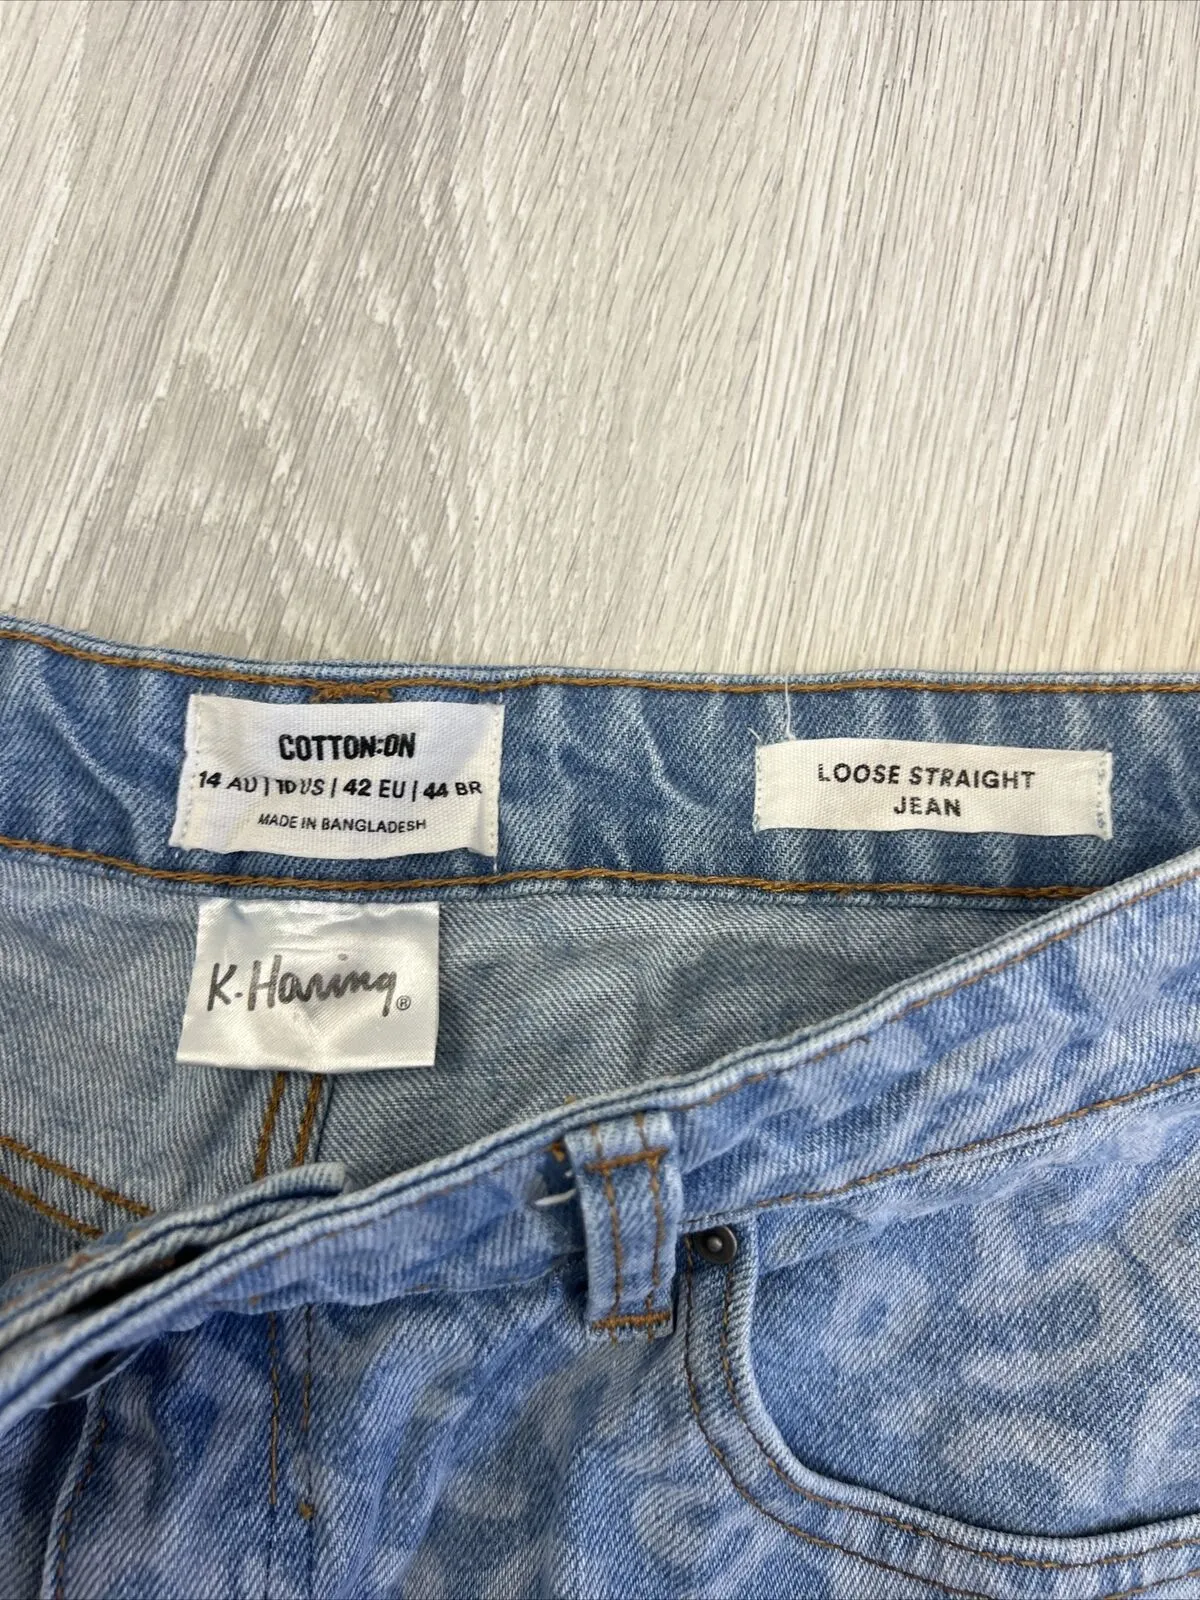 COTTON:ON
14 AU | 10 US | 42 EU | 44 BR
MADE IN BANGLADESH
LOOSE STRAIGHT
JEAN
K. Haring®